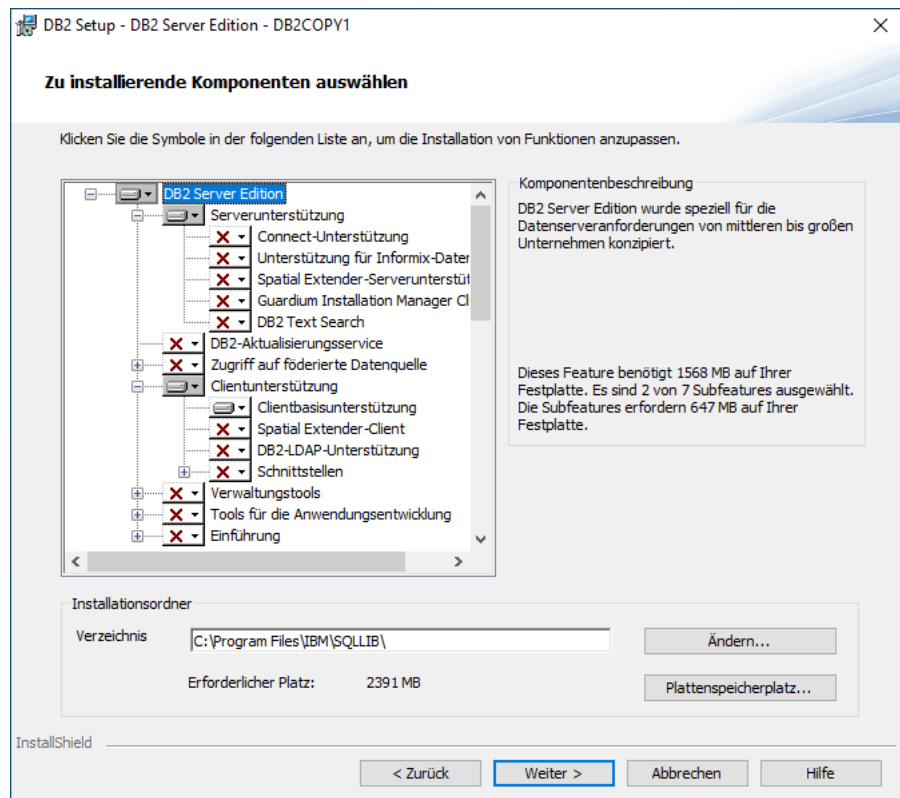 DB2 Setup - DB2 Server Edition - DB2COPY1
Zu installierende Komponenten auswählen
Klicken Sie die Symbole in der folgenden Liste an, um die Installation von Funktionen anzupassen.
DB2 Server Edition
Serverunterstützung
Connect-Unterstützung
Unterstützung für Informix-Daten
Spatial Extender-Serverunterstüt
Guardium Installation Manager Cl
DB2 Text Search
DB2-Aktualisierungsservice
Zugriff auf föderierte Datenquelle
Clientunterstützung
Clientbasisunterstützung
Spatial Extender-Client
DB2-LDAP-Unterstützung
Schnittstellen
Verwaltungstools
Tools für die Anwendungsentwicklung
Einführung
Komponentenbeschreibung
DB2 Server Edition wurde speziell für die
Datenserveranforderungen von mittleren bis großen
Unternehmen konzipiert.
Dieses Feature benötigt 1568 MB auf Ihrer
Festplatte. Es sind 2 von 7 Subfeatures ausgewählt.
Die Subfeatures erfordern 647 MB auf Ihrer
Festplatte.
Installationsordner
Verzeichnis
C:\Program Files\IBM\SQLLIB\
Ändern...
Erforderlicher Platz: 2391 MB
Plattenspeicherplatz...
InstallShield
< Zurück
Weiter >
Abbrechen
Hilfe